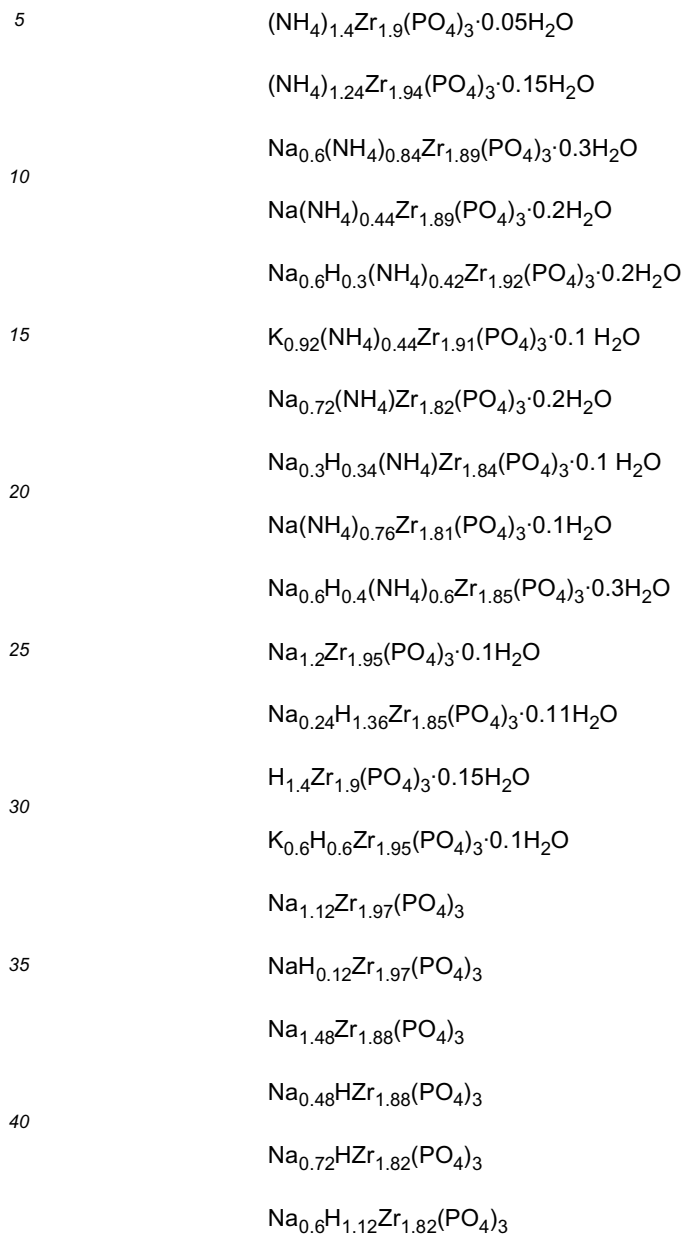 5 (NH4)1.4Zr1.9(PO4)3·0.05H2O
(NH4)1.24Zr1.94(PO4)3·0.15H2O
Na0.6(NH4)0.84Zr1.89(PO4)3·0.3H2O
10
Na(NH4)0.44Zr1.89(PO4)3·0.2H2O
Na0.6H0.3(NH4)0.42Zr1.92(PO4)3·0.2H2O
15 K0.92(NH4)0.44Zr1.91(PO4)3·0.1 H2O
Na0.72(NH4)Zr1.82(PO4)3·0.2H2O
Na0.3H0.34(NH4)Zr1.84(PO4)3·0.1 H2O
20
Na(NH4)0.76Zr1.81(PO4)3·0.1H2O
Na0.6H0.4(NH4)0.6Zr1.85(PO4)3·0.3H2O
25 Na1.2Zr1.95(PO4)3·0.1H2O
Na0.24H1.36Zr1.85(PO4)3·0.11H2O
H1.4Zr1.9(PO4)3·0.15H2O
30
K0.6H0.6Zr1.95(PO4)3·0.1H2O
Na1.12Zr1.97(PO4)3
35 NaH0.12Zr1.97(PO4)3
Na1.48Zr1.88(PO4)3
Na0.48HZr1.88(PO4)3
40
Na0.72HZr1.82(PO4)3
Na0.6H1.12Zr1.82(PO4)3